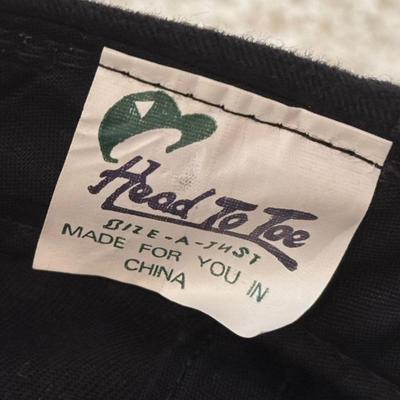 Head To Toe
SIZE-A-JUST
MADE FOR YOU IN
CHINA